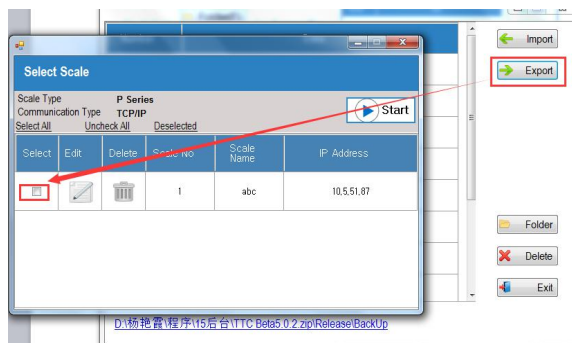 Import
Export
Select Scale
Scale Type P Series
Communication Type TCP/IP
Start
Select All Uncheck All Deselected
Select Edit Delete Scale No Scale Name IP Address
1 abc 10,5,51,87
Folder
Delete
Exit
D:\杨艳霞\程序\15后台\TTC Beta5.0.2.zip\Release\BackUp